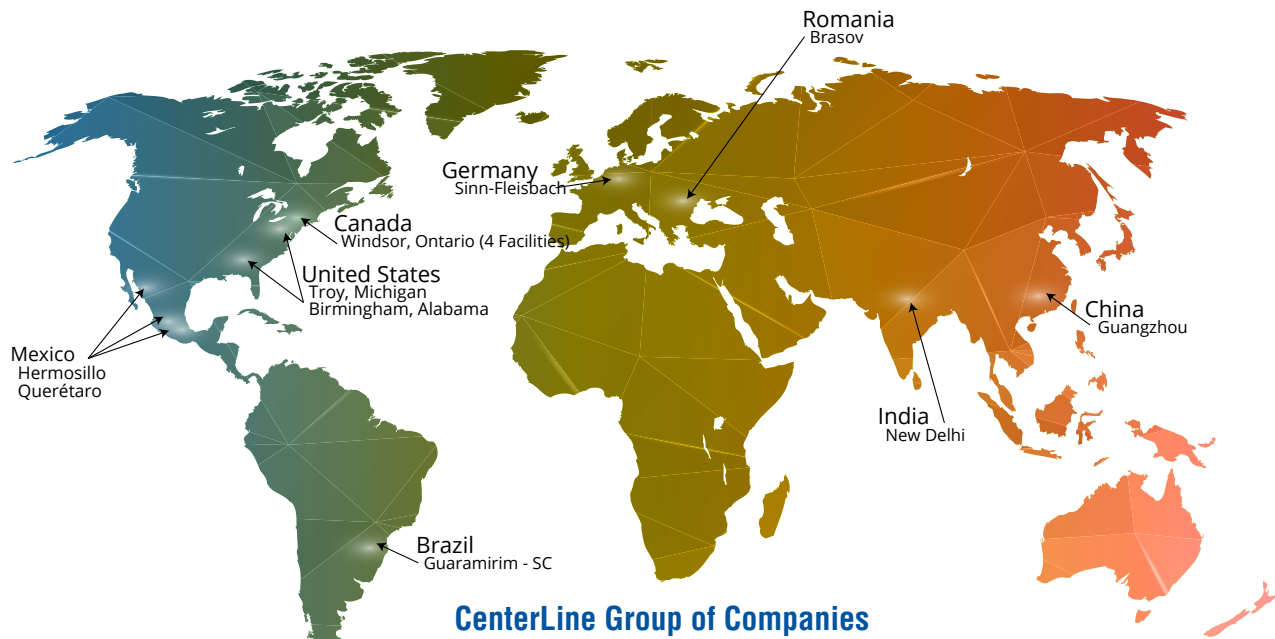 Romania
Brasov
Germany
Sinn-Fleisbach
Canada
Windsor, Ontario (4 Facilities)
United States
Troy, Michigan
Birmingham, Alabama
China
Guangzhou
Mexico
Hermosillo
Querétaro
India
New Delhi
Brazil
Guaramirim - SC
CenterLine Group of Companies